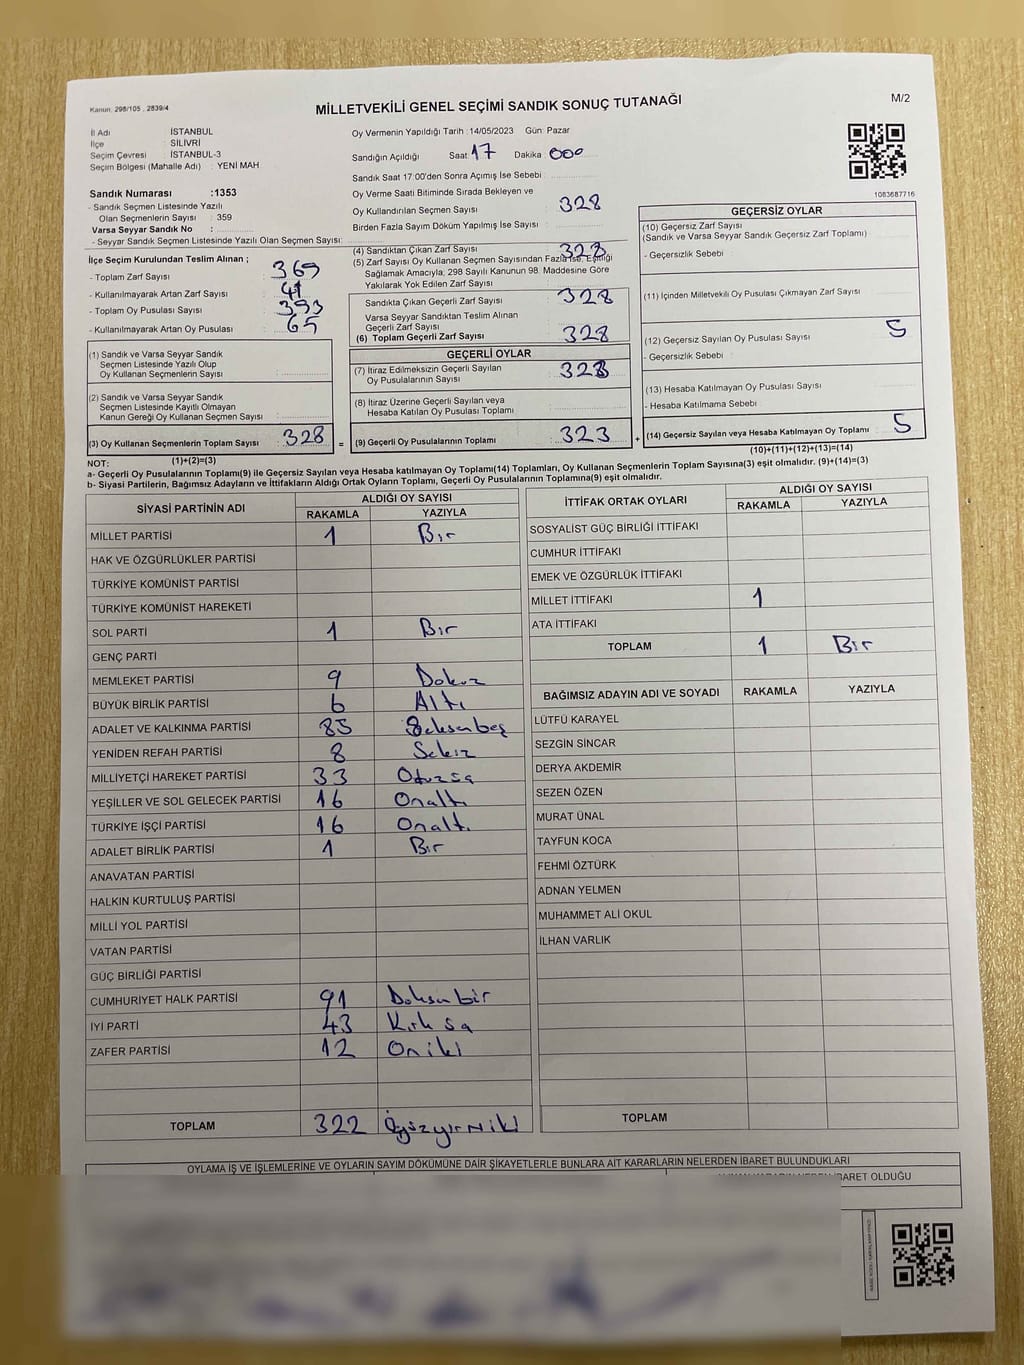 Kanun: 298/105 , 2839/4
MİLLETVEKİLİ GENEL SEÇİMİ SANDIK SONUÇ TUTANAĞI
M/2
İl Adı : İSTANBUL
İlçe : SİLİVRİ
Seçim Çevresi : İSTANBUL-3
Seçim Bölgesi (Mahalle Adı) : YENİ MAH.
Sandık Numarası :1353
- Sandık Seçmen Listesinde Yazılı
Olan Seçmenlerin Sayısı : 359
Varsa Seyyar Sandık No :
- Seyyar Sandık Seçmen Listesinde Yazılı Olan Seçmen Sayısı:
Oy Vermenin Yapıldığı Tarih :14/05/2023 Gün: Pazar
Sandığın Açıldığı Saat 17 Dakika 000
Sandık Saat 17:00'den Sonra Açımış İse Sebebi :
Oy Verme Saati Bitiminde Sırada Bekleyen ve
Oy Kullandırılan Seçmen Sayısı : 328
Birden Fazla Sayım Döküm Yapılmış İse Sayısı :
1083687716
İlçe Seçim Kurulundan Teslim Alınan ;
- Toplam Zarf Sayısı : 369
- Kullanılmayarak Artan Zarf Sayısı : 41
- Toplam Oy Pusulası Sayısı : 393
- Kullanılmayarak Artan Oy Pusulası : 65
(4) Sandıktan Çıkan Zarf Sayısı 328
(5) Zarf Sayısı Oy Kullanan Seçmen Sayısından Fazla İse, Eşitliği
Sağlamak Amacıyla; 298 Sayılı Kanunun 98. Maddesine Göre
Yakılarak Yok Edilen Zarf Sayısı :
Sandıkta Çıkan Geçerli Zarf Sayısı : 328
Varsa Seyyar Sandıktan Teslim Alınan
Geçerli Zarf Sayısı :
(6) Toplam Geçerli Zarf Sayısı : 328
GEÇERLİ OYLAR
(7) İtiraz Edilmeksizin Geçerli Sayılan
Oy Pusulalarının Sayısı : 323
(8) İtiraz Üzerine Geçerli Sayılan veya
Hesaba Katılan Oy Pusulası Toplamı :
(9) Geçerli Oy Pusulalarının Toplamı : 323
GEÇERSİZ OYLAR
(10) Geçersiz Zarf Sayısı :
(Sandık ve Varsa Seyyar Sandık Geçersiz Zarf Toplamı)
- Geçersizlik Sebebi :
(11) İçinden Milletvekili Oy Pusulası Çıkmayan Zarf Sayısı :
(12) Geçersiz Sayılan Oy Pusulası Sayısı : 5
- Geçersizlik Sebebi :
(13) Hesaba Katılmayan Oy Pusulası Sayısı :
- Hesaba Katılmama Sebebi :
(14) Geçersiz Sayılan veya Hesaba Katılmayan Oy Toplamı : 5
(10)+(11)+(12)+(13)=(14)
(1) Sandık ve Varsa Seyyar Sandık
Seçmen Listesinde Yazılı Olup
Oy Kullanan Seçmenlerin Sayısı :
(2) Sandık ve Varsa Seyyar Sandık
Seçmen Listesinde Kayıtlı Olmayan
Kanun Gereği Oy Kullanan Seçmen Sayısı :
(3) Oy Kullanan Seçmenlerin Toplam Sayısı : 328 = +
NOT: (1)+(2)=(3)
a- Geçerli Oy Pusulalarının Toplamı(9) ile Geçersiz Sayılan veya Hesaba katılmayan Oy Toplamı(14) Toplamları, Oy Kullanan Seçmenlerin Toplam Sayısına(3) eşit olmalıdır. (9)+(14)=(3)
b- Siyasi Partilerin, Bağımsız Adayların ve İttifakların Aldığı Ortak Oyların Toplamı, Geçerli Oy Pusulalarının Toplamına(9) eşit olmalıdır.
SİYASİ PARTİNİN ADI ALDIĞI OY SAYISI
RAKAMLA YAZIYLA
MİLLET PARTİSİ 1 Bir
HAK VE ÖZGÜRLÜKLER PARTİSİ
TÜRKİYE KOMÜNİST PARTİSİ
TÜRKİYE KOMÜNİST HAREKETİ
SOL PARTİ 1 Bir
GENÇ PARTİ
MEMLEKET PARTİSİ 9 Dokuz
BÜYÜK BİRLİK PARTİSİ 6 Altı
ADALET VE KALKINMA PARTİSİ 85 Seksenbeş
YENİDEN REFAH PARTİSİ 8 Sekiz
MİLLİYETÇİ HAREKET PARTİSİ 33 Otuzüç
YEŞİLLER VE SOL GELECEK PARTİSİ 16 Onaltı
TÜRKİYE İŞÇİ PARTİSİ 16 Onaltı
ADALET BİRLİK PARTİSİ 1 Bir
ANAVATAN PARTİSİ
HALKIN KURTULUŞ PARTİSİ
MİLLİ YOL PARTİSİ
VATAN PARTİSİ
GÜÇ BİRLİĞİ PARTİSİ
CUMHURİYET HALK PARTİSİ 91 Doksanbir
İYİ PARTİ 43 Kırküç
ZAFER PARTİSİ 12 Oniki
TOPLAM 322 Üçyüzyirmiiki
İTTİFAK ORTAK OYLARI ALDIĞI OY SAYISI
RAKAMLA YAZIYLA
SOSYALİST GÜÇ BİRLİĞİ İTTİFAKI
CUMHUR İTTİFAKI
EMEK VE ÖZGÜRLÜK İTTİFAKI
MİLLET İTTİFAKI 1
ATA İTTİFAKI
TOPLAM 1 Bir
BAĞIMSIZ ADAYIN ADI VE SOYADI RAKAMLA YAZIYLA
LÜTFÜ KARAYEL
SEZGİN SİNCAR
DERYA AKDEMİR
SEZEN ÖZEN
MURAT ÜNAL
TAYFUN KOCA
FEHMİ ÖZTÜRK
ADNAN YELMEN
MUHAMMET ALİ OKUL
İLHAN VARLIK
TOPLAM
OYLAMA İŞ VE İŞLEMLERİNE VE OYLARIN SAYIM DÖKÜMÜNE DAİR ŞİKAYETLERLE BUNLARA AİT KARARLARIN NELERDEN İBARET BULUNDUKLARI
İBARET OLDUĞU